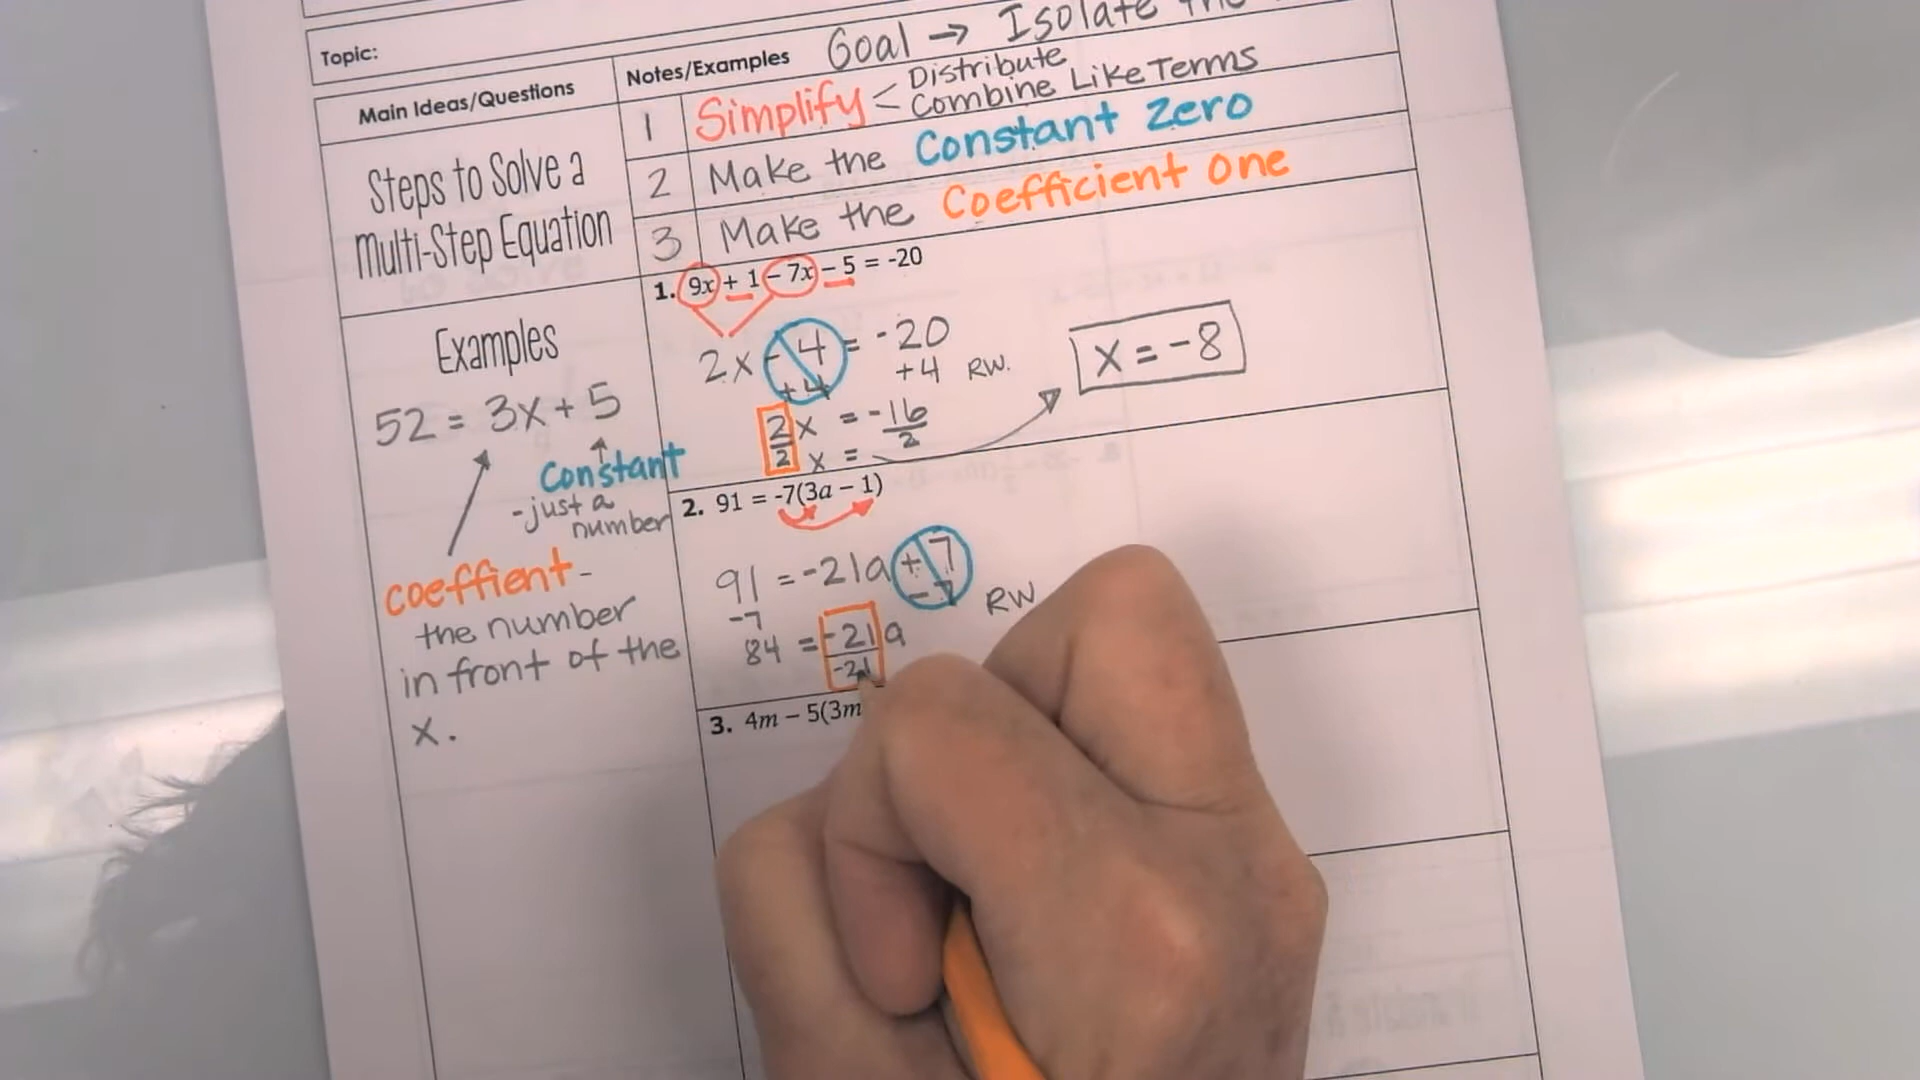 Topic:
Main Ideas/Questions
Notes/Examples
Goal → Isolate the
1 Simplify < Distribute
Combine Like Terms
2 Make the Constant Zero
3 Make the Coefficient One
Steps to Solve a
Multi-Step Equation
1. 9x + 1 - 7x - 5 = -20
2x - 4 = -20
+4 +4 RW.
2x = -16
2 2
x =
x = -8
Examples
52 = 3x + 5
Constant
- just a
number
coeffient -
the number
in front of the
x.
2. 91 = -7(3a - 1)
91 = -21a + 7
-7 -7 RW
84 = -21a
-21
3. 4m - 5(3m